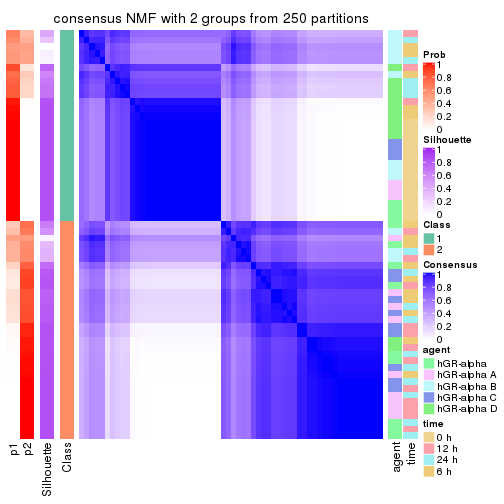 consensus NMF with 2 groups from 250 partitions
Prob
1
0.8
0.6
0.4
0.2
0
Silhouette
1
0.8
0.6
0.4
0.2
0
Class
1
2
Consensus
1
0.8
0.6
0.4
0.2
0
agent
hGR-alpha
hGR-alpha A
hGR-alpha B
hGR-alpha C
hGR-alpha D
time
0 h
12 h
24 h
6 h
p1
p2
Silhouette
Class
agent
time